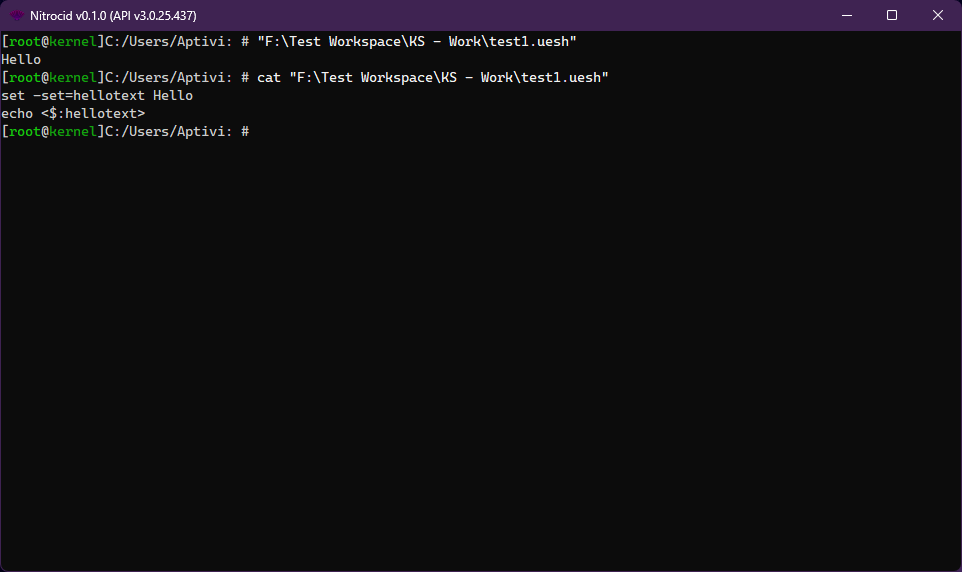 Nitrocid v0.1.0 (API v3.0.25.437)
[root@kernel]C:/Users/Aptivi: # "F:\Test Workspace\KS - Work\test1.uesh"
Hello
[root@kernel]C:/Users/Aptivi: # cat "F:\Test Workspace\KS - Work\test1.uesh"
set -set=hellotext Hello
echo <$:hellotext>
[root@kernel]C:/Users/Aptivi: #